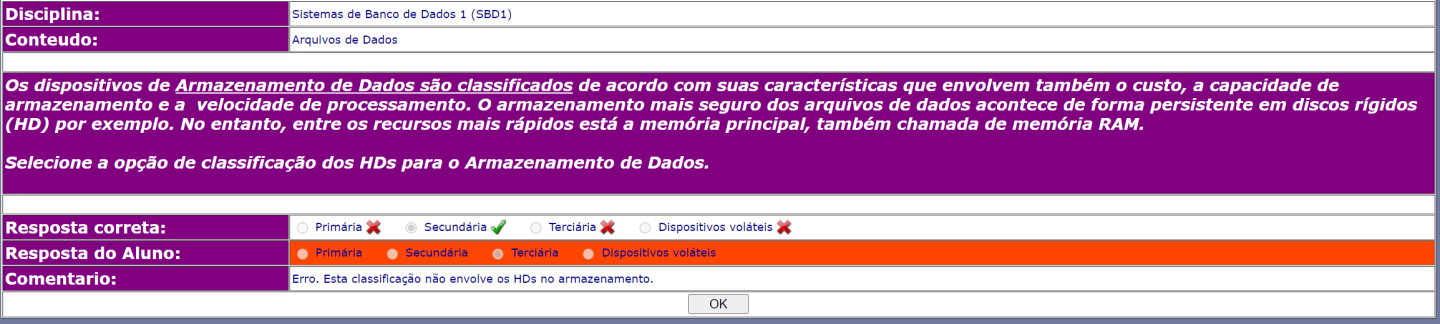 Disciplina: Sistemas de Banco de Dados 1 (SBD1)
Conteudo: Arquivos de Dados
Os dispositivos de Armazenamento de Dados são classificados de acordo com suas características que envolvem também o custo, a capacidade de
armazenamento e a velocidade de processamento. O armazenamento mais seguro dos arquivos de dados acontece de forma persistente em discos rígidos
(HD) por exemplo. No entanto, entre os recursos mais rápidos está a memória principal, também chamada de memória RAM.
Selecione a opção de classificação dos HDs para o Armazenamento de Dados.
Resposta correta: Primária Secundária Terciária Dispositivos voláteis
Resposta do Aluno: Primária Secundária Terciária Dispositivos voláteis
Comentario: Erro. Esta classificação não envolve os HDs no armazenamento.
OK